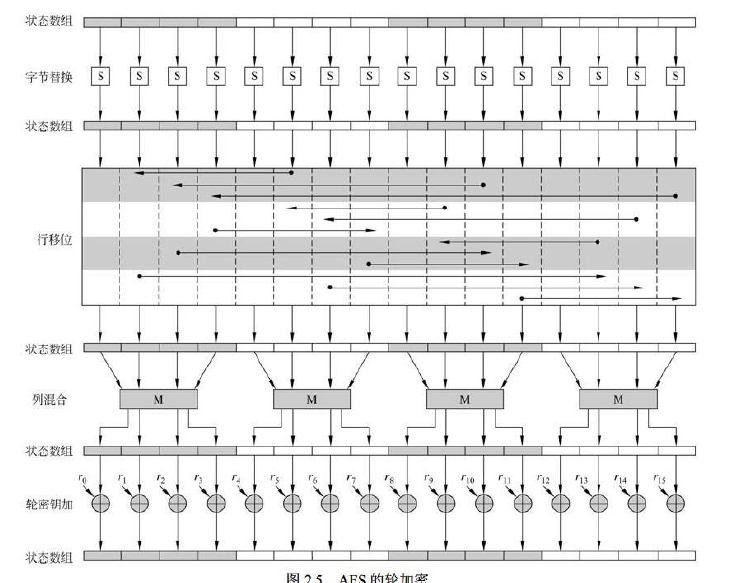 状态数组
字节替换 S S S S S S S S S S S S S S S S
状态数组
行移位
状态数组
列混合 M M M M
状态数组
r0 r1 r2 r3 r4 r5 r6 r7 r8 r9 r10 r11 r12 r13 r14 r15
轮密钥加
状态数组
图 2.5 AES 的轮加密